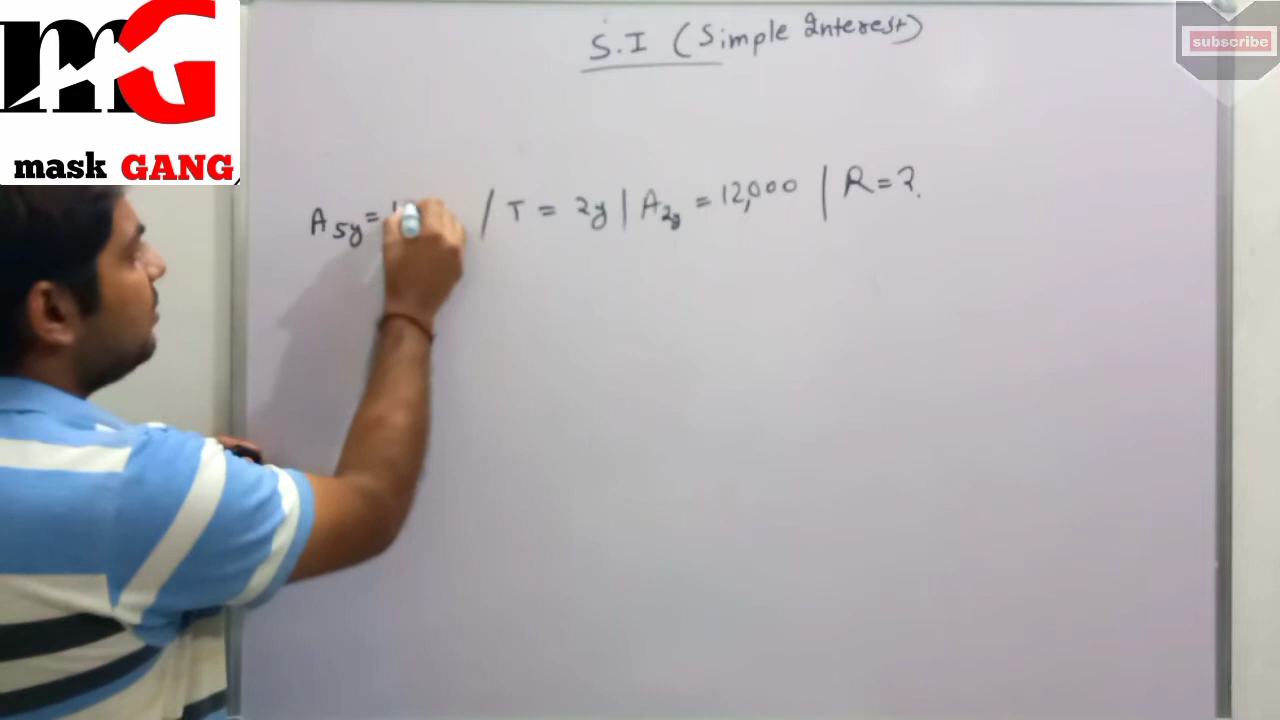 S.I (Simple Interest)
subscribe
mG
mask GANG,
A5y = / T = 2y | A2y = 12,000 | R = ?.